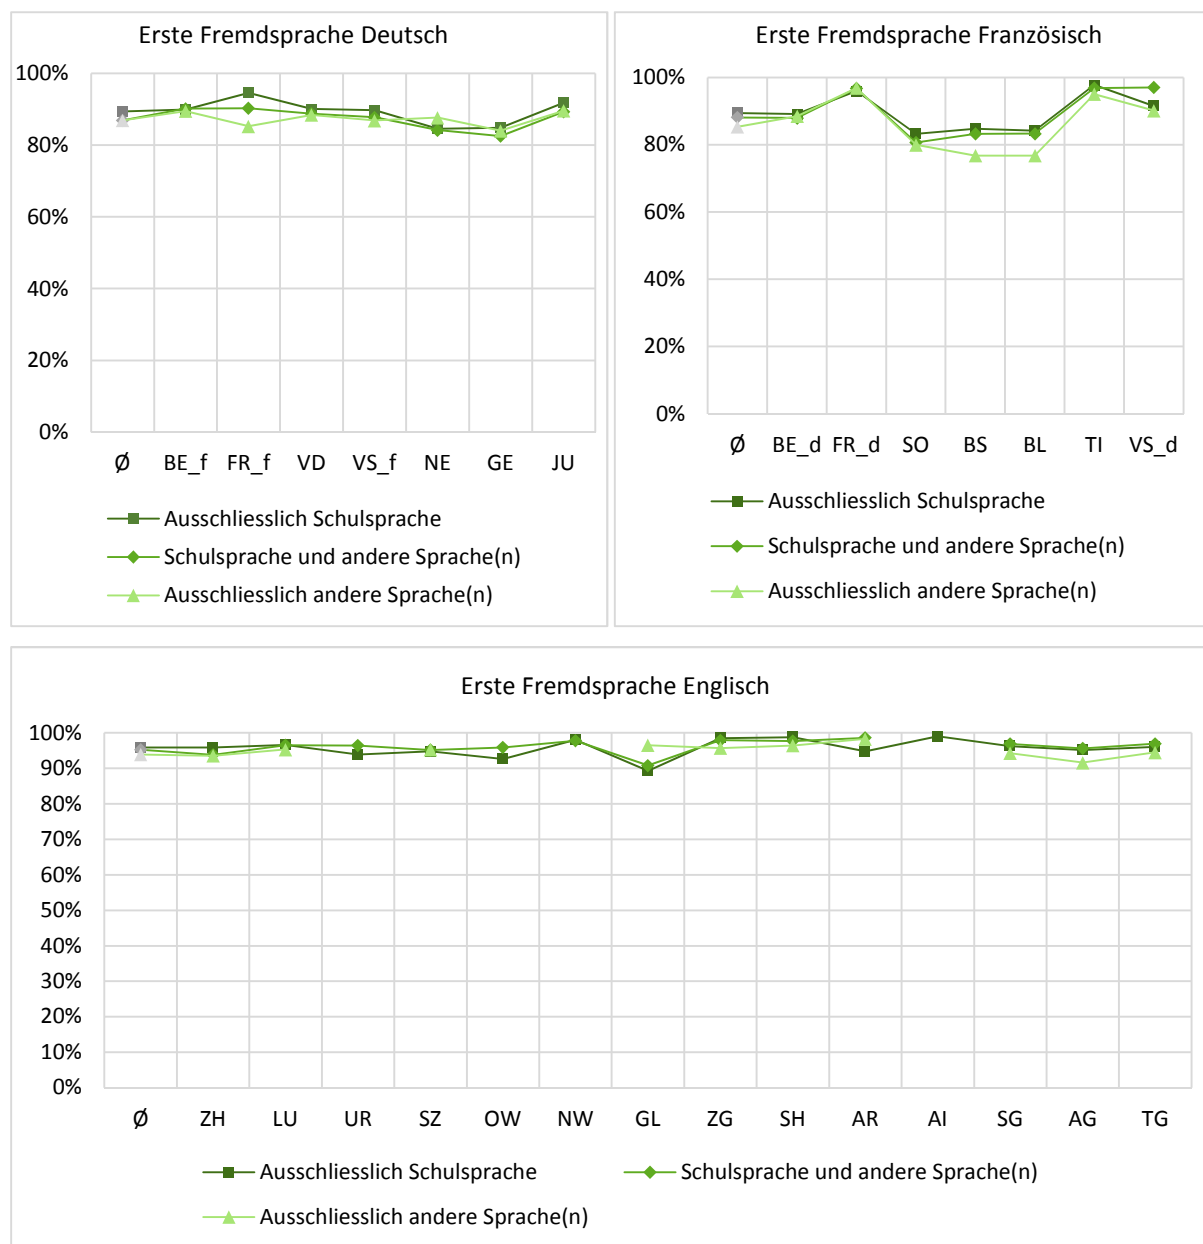 Erste Fremdsprache Deutsch
100%
80%
60%
40%
20%
0%
Ø BE_f FR_f VD VS_f NE GE JU
Ausschliesslich Schulsprache
Schulsprache und andere Sprache(n)
Ausschliesslich andere Sprache(n)
Erste Fremdsprache Französisch
100%
80%
60%
40%
20%
0%
Ø BE_d FR_d SO BS BL TI VS_d
Ausschliesslich Schulsprache
Schulsprache und andere Sprache(n)
Ausschliesslich andere Sprache(n)
Erste Fremdsprache Englisch
100%
90%
80%
70%
60%
50%
40%
30%
20%
10%
0%
Ø ZH LU UR SZ OW NW GL ZG SH AR AI SG AG TG
Ausschliesslich Schulsprache Schulsprache und andere Sprache(n)
Ausschliesslich andere Sprache(n)